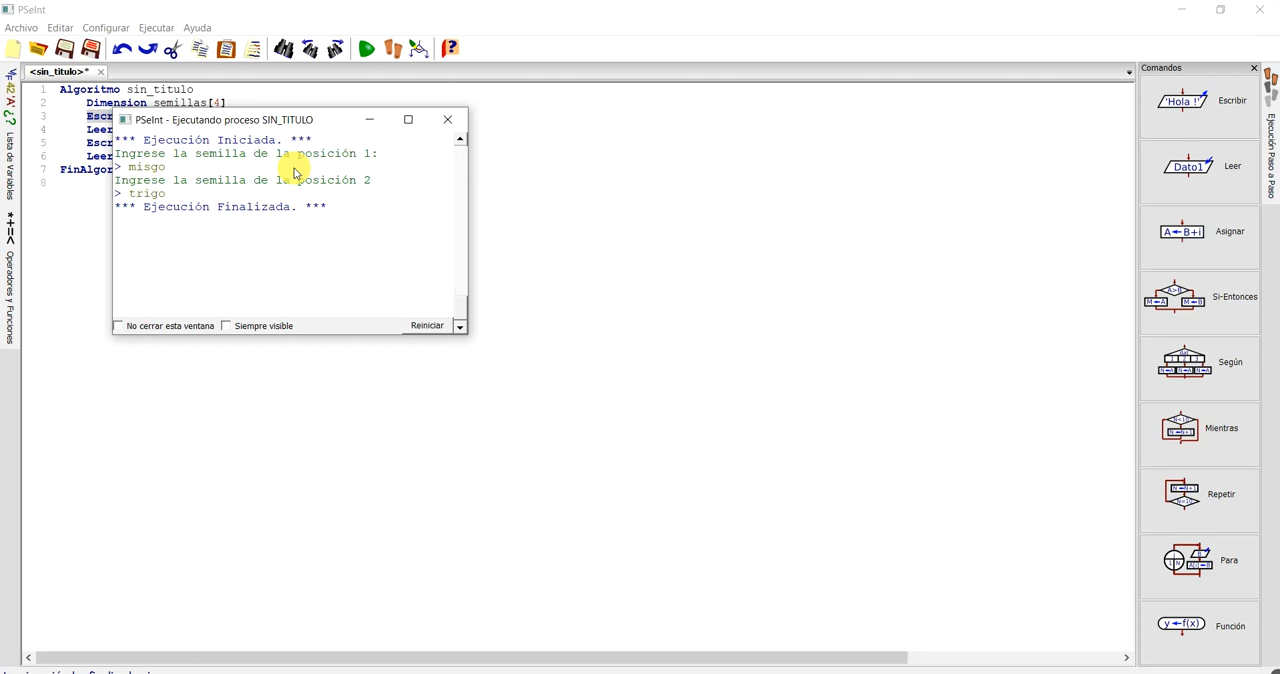 PSeInt
Archivo Editar Configurar Ejecutar Ayuda
<sin_titulo>* ×
Comandos
1 Algoritmo sin_titulo
2 Dimension semillas[4]
3 Escr
4 Leer
5 Escr
6 Leer
7 FinAlgor
8
PSeInt - Ejecutando proceso SIN_TITULO
*** Ejecución Iniciada. ***
Ingrese la semilla de la posición 1:
> misgo
Ingrese la semilla de la posición 2
> trigo
*** Ejecución Finalizada. ***
No cerrar esta ventana Siempre visible Reiniciar
Lista de Variables
*+=< Operadores y Funciones
'Hola !' Escribir
Dato1 Leer
A←B+i Asignar
A>B
M←A M←B Si-Entonces
Según
Mientras
Repetir
Para
y←f(x) Función
Ejecución Paso a Paso